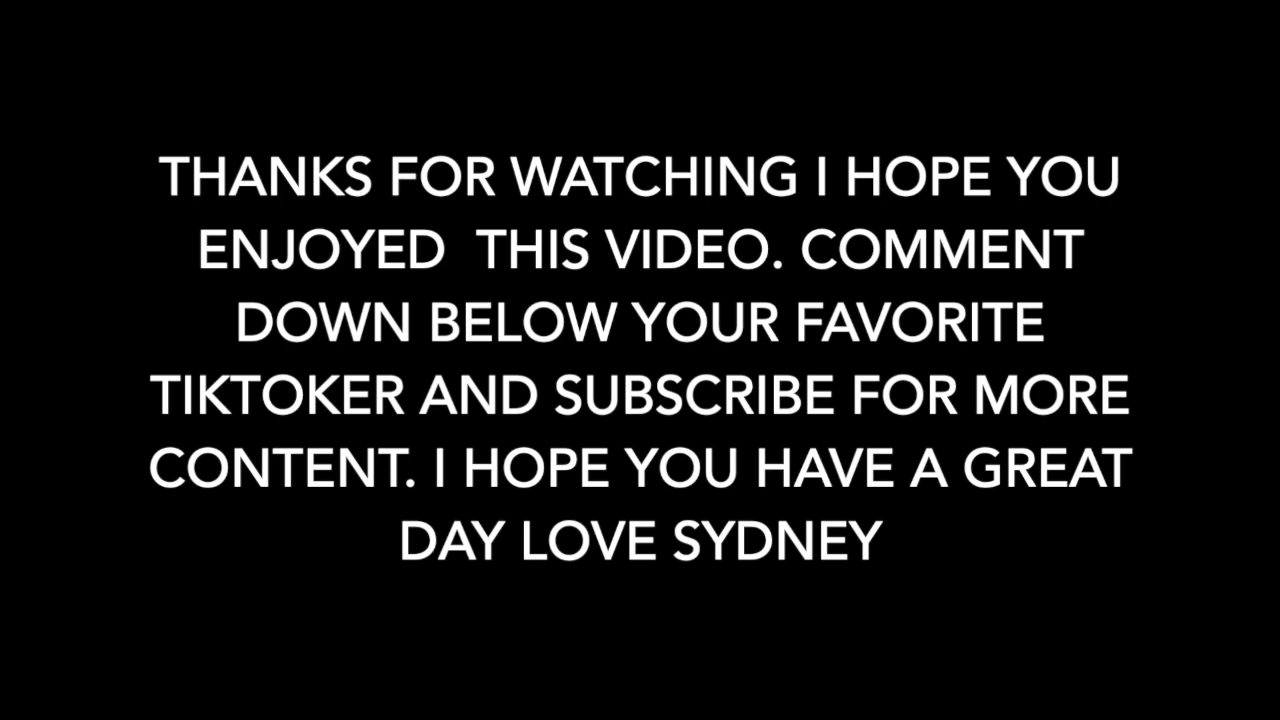 THANKS FOR WATCHING I HOPE YOU
ENJOYED  THIS VIDEO. COMMENT
DOWN BELOW YOUR FAVORITE
TIKTOKER AND SUBSCRIBE FOR MORE
CONTENT. I HOPE YOU HAVE A GREAT
DAY LOVE SYDNEY